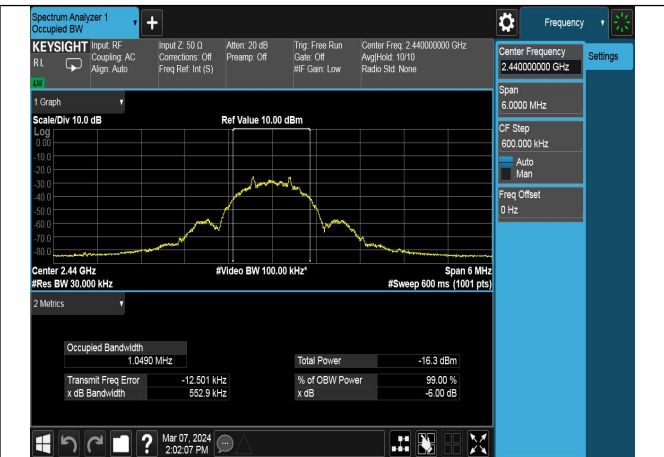 Spectrum Analyzer 1
Occupied BW
+
Frequency
KEYSIGHT
RL
Input: RF
Coupling: AC
Align: Auto
Input Z: 50 Ω
Corrections: Off
Freq Ref: Int (S)
Atten: 20 dB
Preamp: Off
Trig: Free Run
Gate: Off
#IF Gain: Low
Center Freq: 2.440000000 GHz
Avg|Hold: 10/10
Radio Std: None
Center Frequency
2.440000000 GHz
Settings
Span
6.0000 MHz
CF Step
600.000 kHz
Auto
Man
Freq Offset
0 Hz
1 Graph
Scale/Div 10.0 dB
Ref Value 10.00 dBm
Log
0.00
-10.0
-20.0
-30.0
-40.0
-50.0
-60.0
-70.0
-80.0
Center 2.44 GHz
#Video BW 100.00 kHz*
Span 6 MHz
#Res BW 30.000 kHz
#Sweep 600 ms (1001 pts)
2 Metrics
Occupied Bandwidth
1.0490 MHz
Total Power -16.3 dBm
Transmit Freq Error -12.501 kHz
% of OBW Power 99.00 %
x dB Bandwidth 552.9 kHz
x dB -6.00 dB
?
Mar 07, 2024
2:02:07 PM